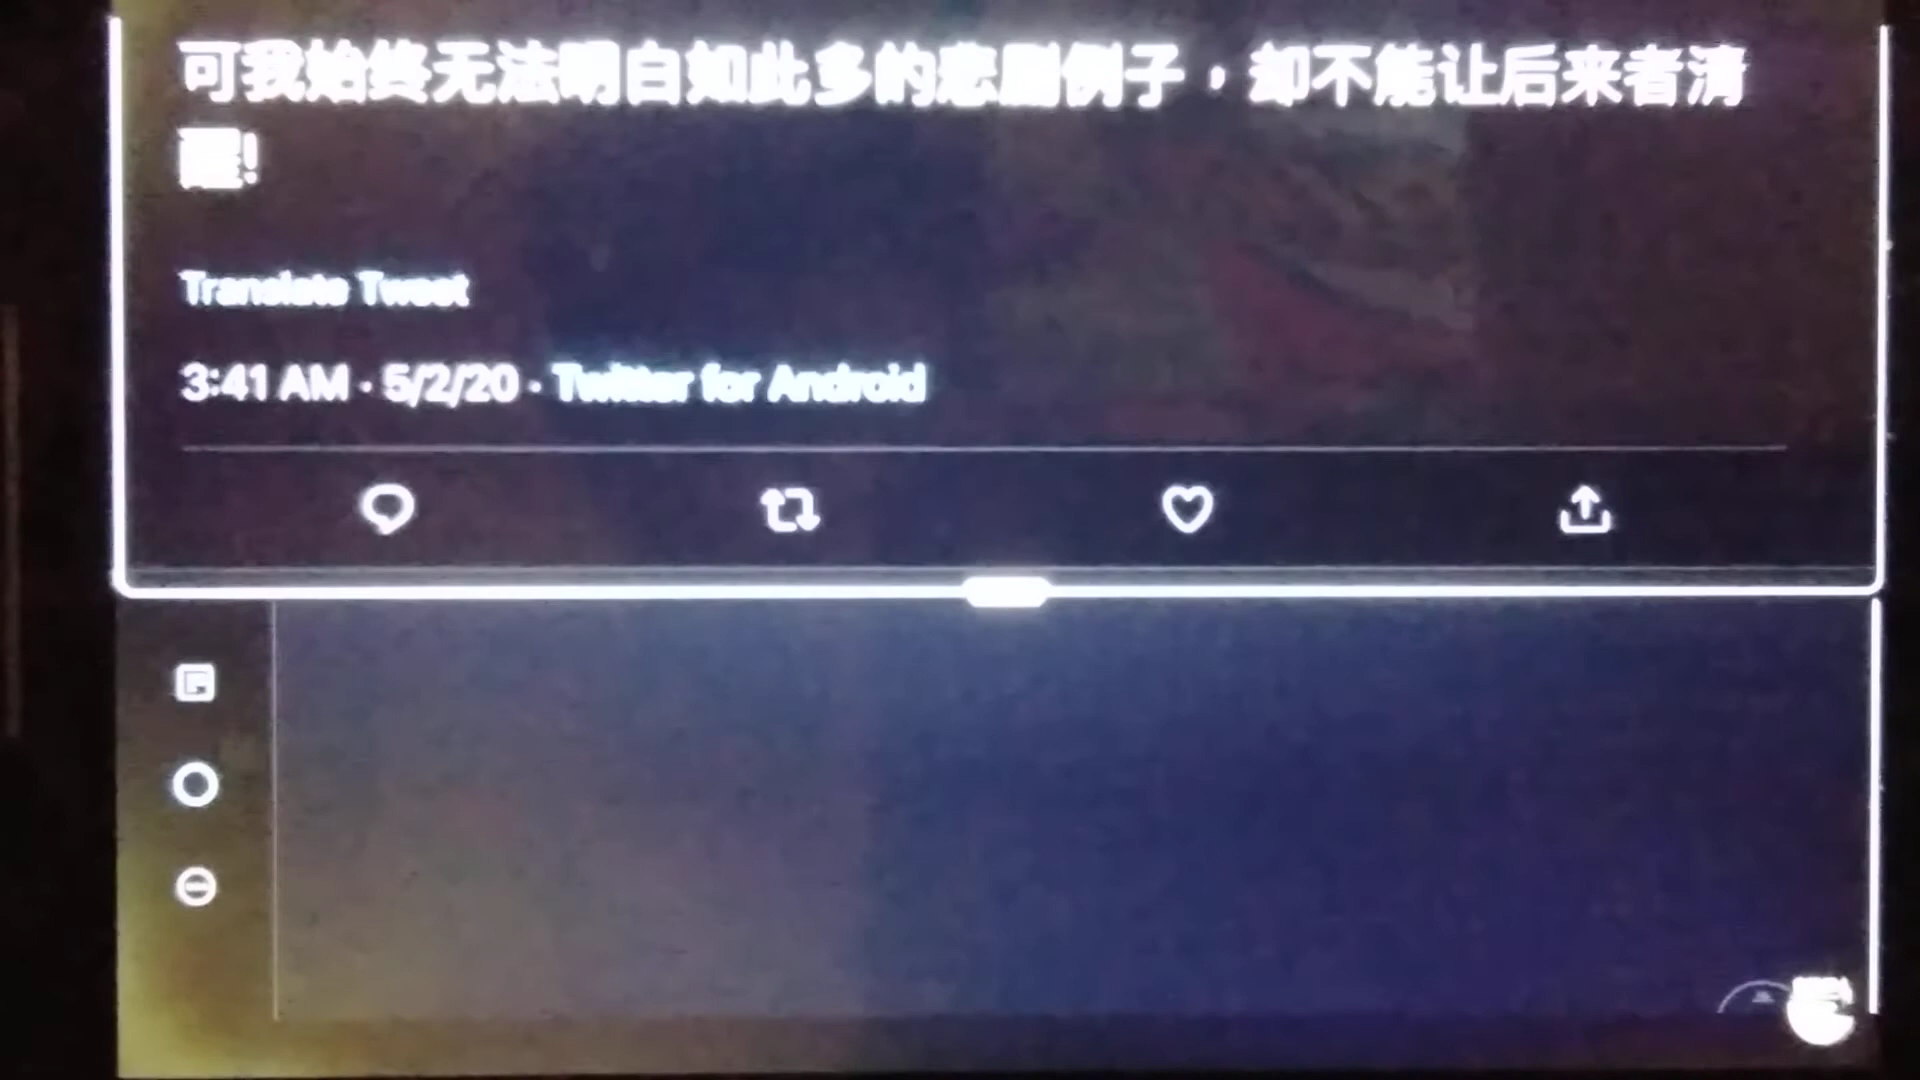 可我始终无法明白如此多的悲剧例子，却不能让后来者清
醒!
Translate Tweet
3:41 AM · 5/2/20 · Twitter for Android